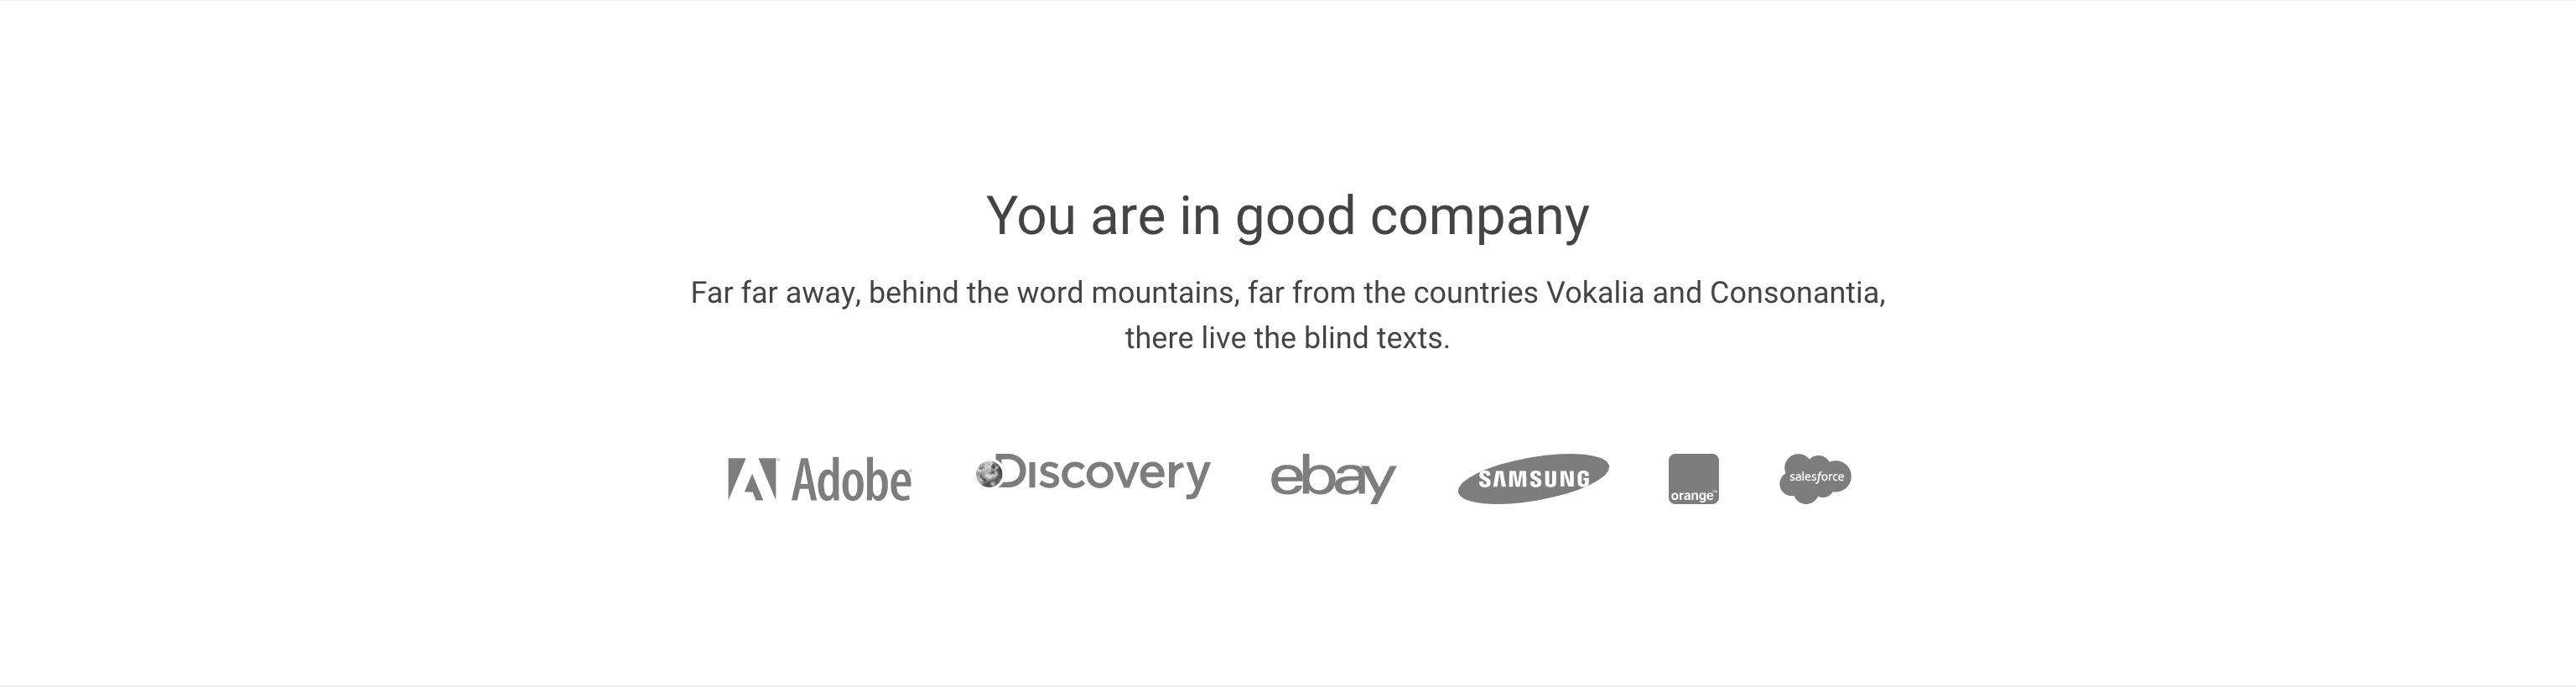 You are in good company
Far far away, behind the word mountains, far from the countries Vokalia and Consonantia,
there live the blind texts.
Adobe Discovery ebay SAMSUNG orange™ salesforce